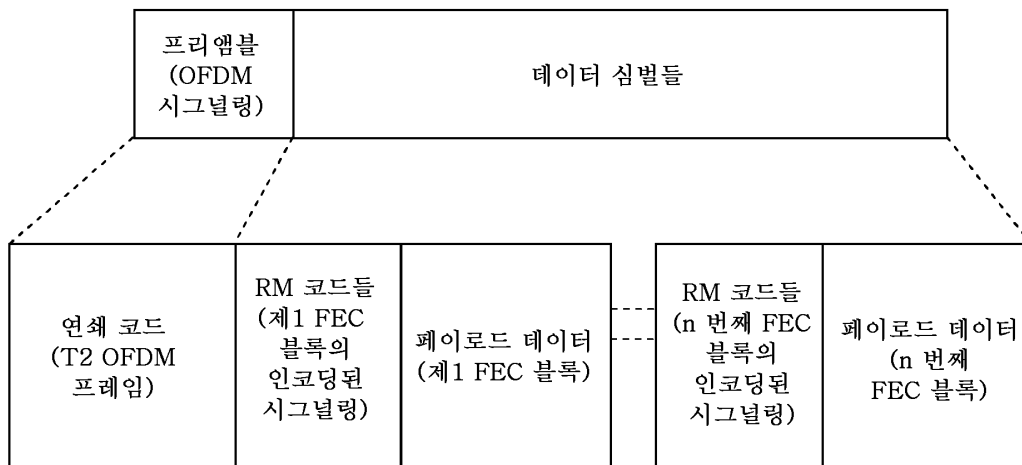 프리앰블
(OFDM
시그널링)
데이터 심벌들
연쇄 코드
(T2 OFDM
프레임)
RM 코드들
(제1 FEC
블록의
인코딩된
시그널링)
페이로드 데이터
(제1 FEC 블록)
RM 코드들
(n 번째 FEC
블록의
인코딩된
시그널링)
페이로드 데이터
(n 번째
FEC 블록)